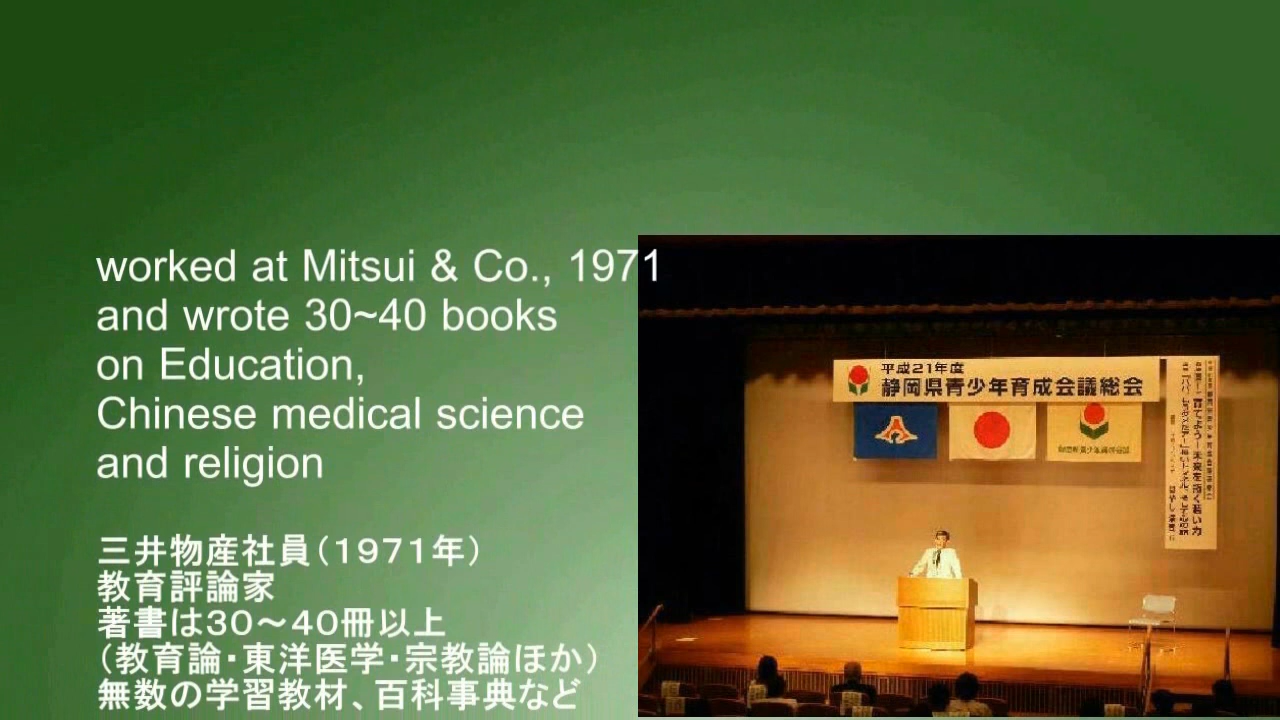 worked at Mitsui & Co., 1971
and wrote 30~40 books
on Education,
Chinese medical science
and religion
三井物産社員（１９７１年）
教育評論家
著書は３０～４０冊以上
（教育論・東洋医学・宗教論ほか）
無数の学習教材、百科事典など
平成21年度
静岡県青少年育成会議総会